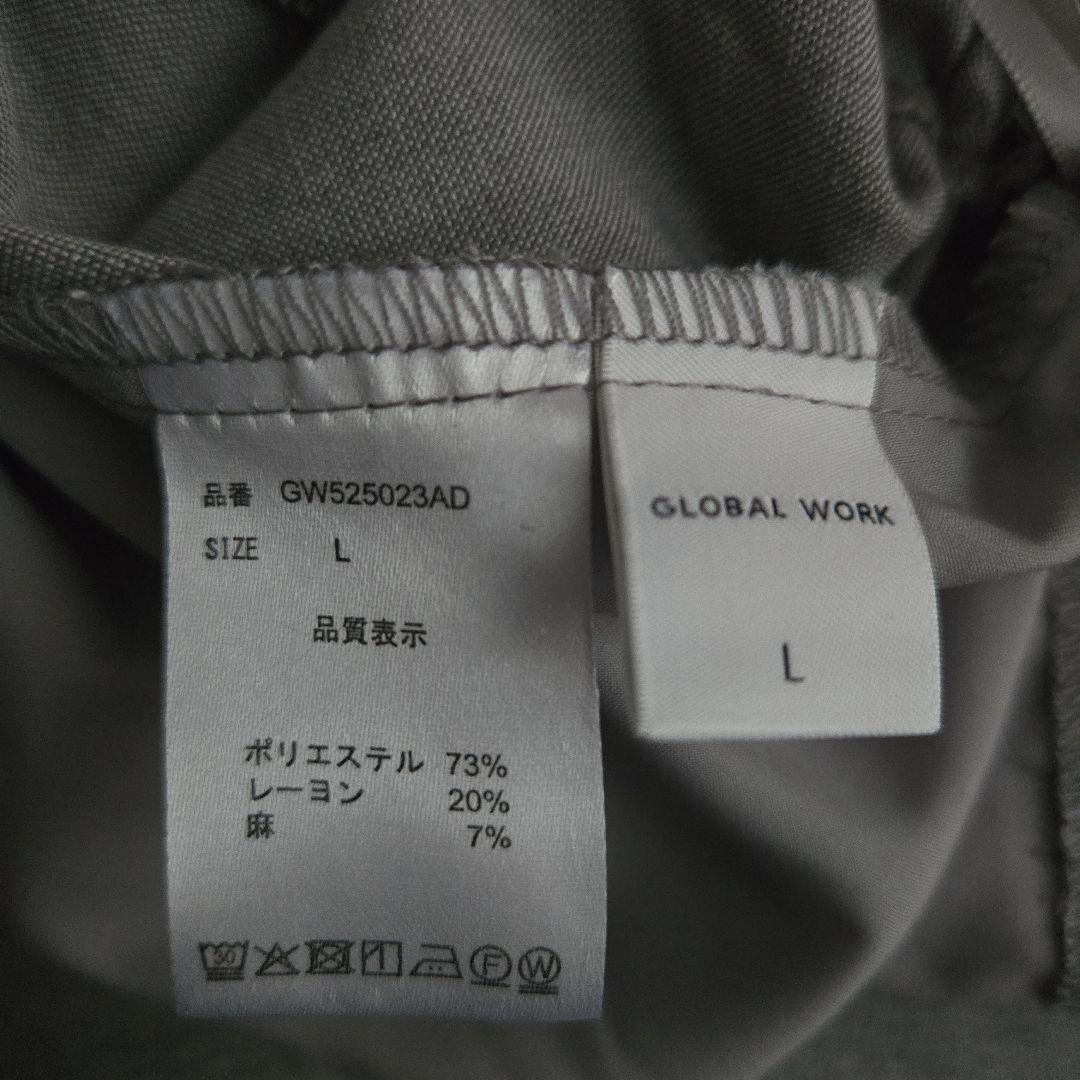 品番 GW525023AD
SIZE L
品質表示
ポリエステル 73%
レーヨン 20%
麻 7%
30 F W
GLOBAL WORK
L